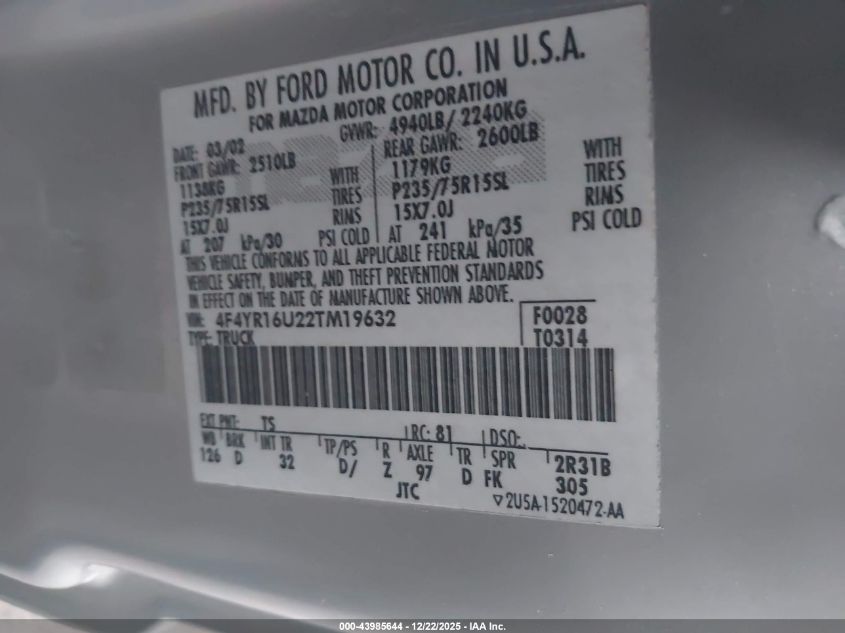 MFD. BY FORD MOTOR CO. IN U.S.A.
FOR MAZDA MOTOR CORPORATION
DATE: 03/02 GVWR: 4940LB/ 2240KG
FRONT GAWR: 2510LB REAR GAWR: 2600LB
1138KG WITH 1179KG WITH
P235/75R15SL TIRES P235/75R15SL TIRES
15X7.0J RIMS 15X7.0J RIMS
AT 207 kPa/30 PSI COLD AT 241 kPa/35 PSI COLD
THIS VEHICLE CONFORMS TO ALL APPLICABLE FEDERAL MOTOR
VEHICLE SAFETY, BUMPER, AND THEFT PREVENTION STANDARDS
IN EFFECT ON THE DATE OF MANUFACTURE SHOWN ABOVE.
VIN: 4F4YR16U22TM19632 F0028
TYPE: TRUCK T0314
EXT PNT: TS RC: 81 DSO:
WB BRK INT TR TP/PS R AXLE TR SPR 2R31B
126 D 32 D/ Z 97 D FK 305
JTC ▽2U5A-1520472-AA
000-43985644 - 12/22/2025 - IAA Inc.